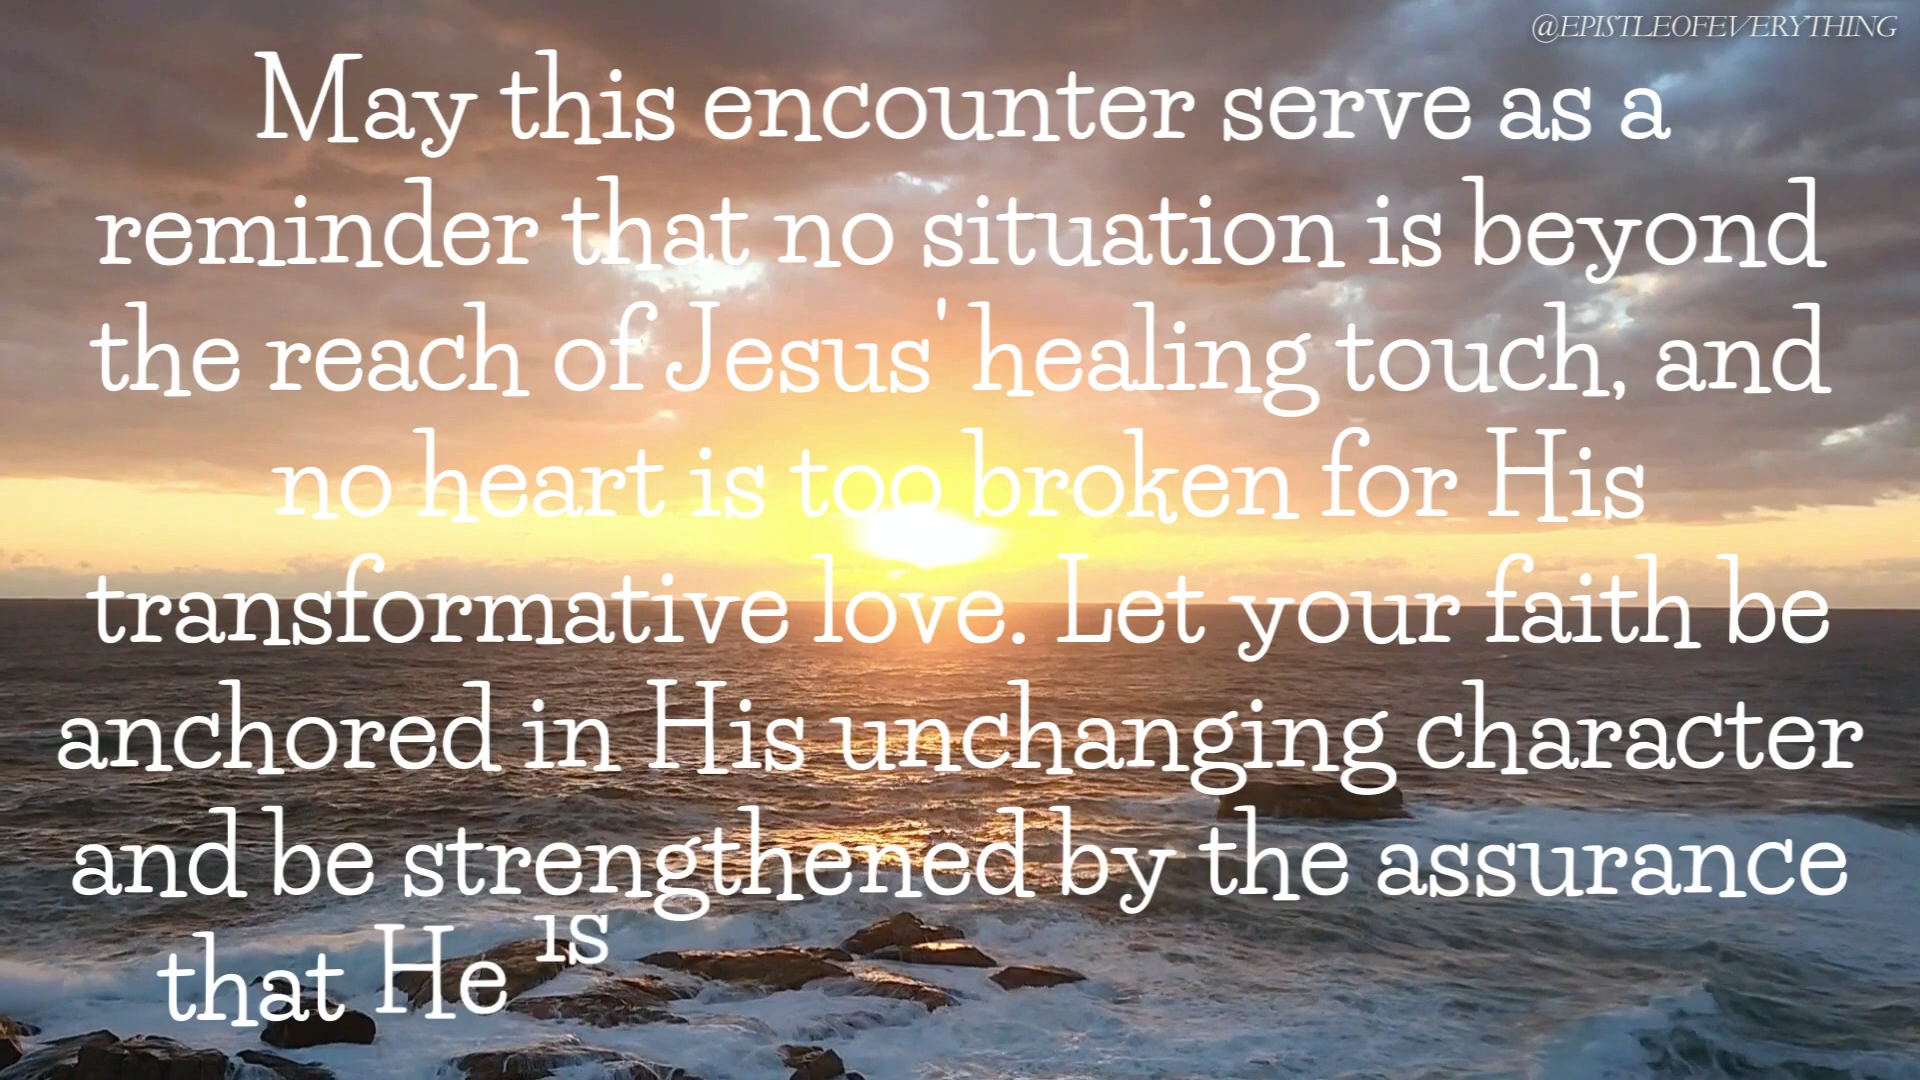 @EPISTLEOFEVERYTHING
May this encounter serve as a
reminder that no situation is beyond
the reach of Jesus' healing touch, and
no heart is too broken for His
transformative love. Let your faith be
anchored in His unchanging character
and be strengthened by the assurance
that He is